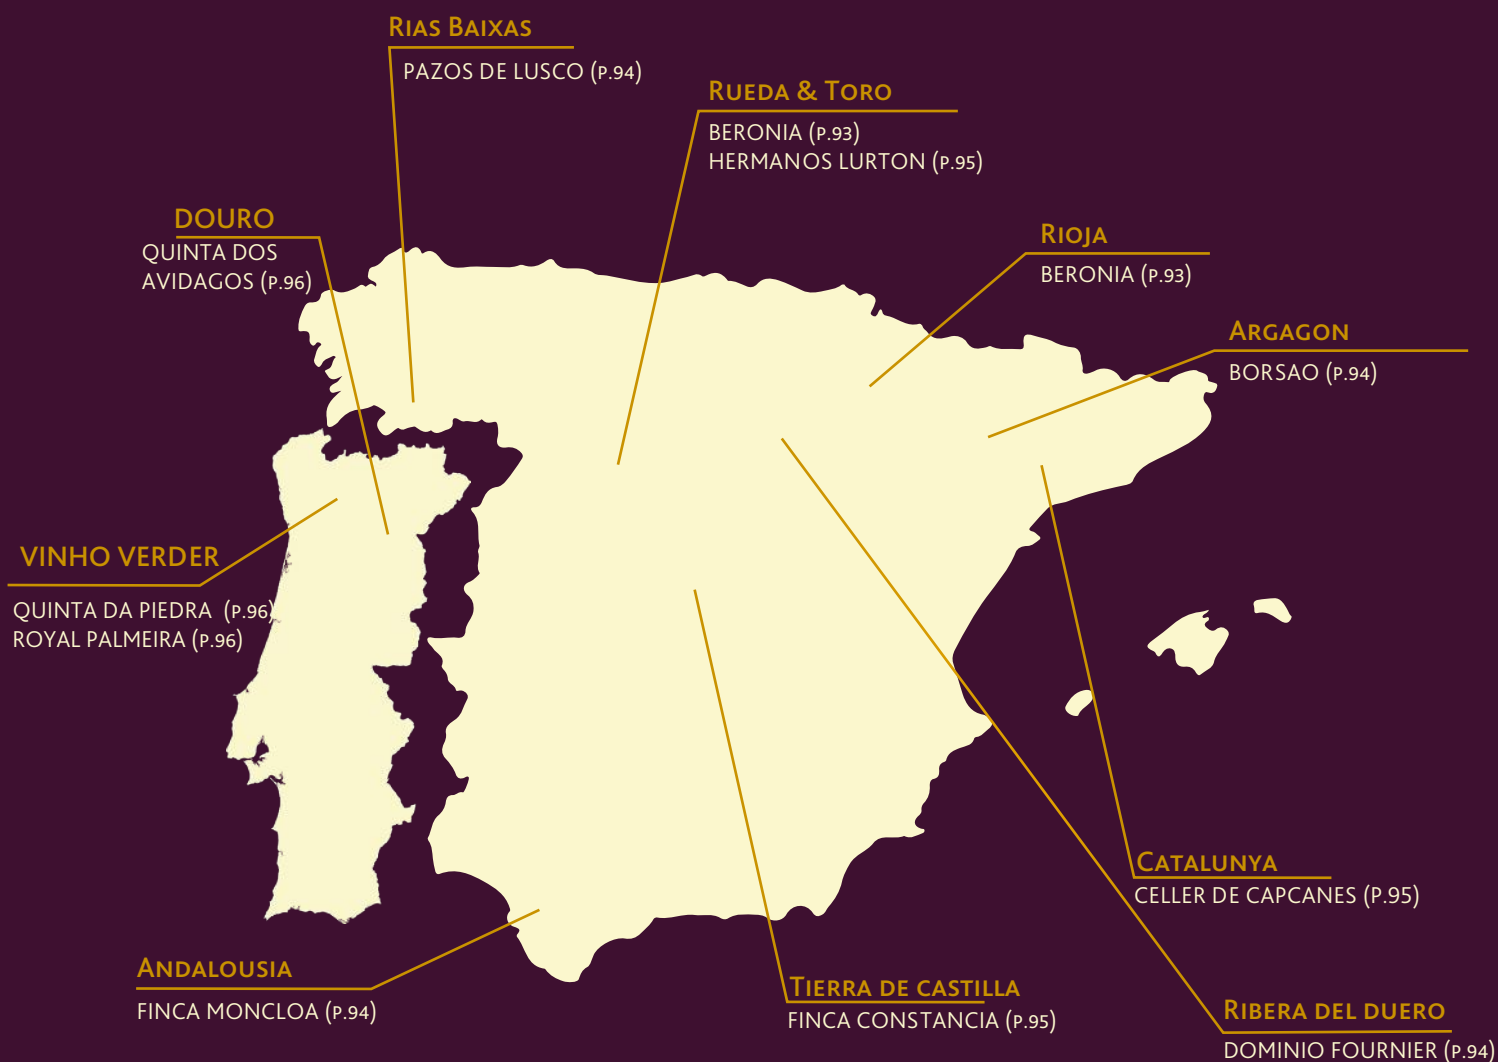 Rias Baixas
PAZOS DE LUSCO (P.94)
Rueda & Toro
BERONIA (P.93)
HERMANOS LURTON (P.95)
DOURO
QUINTA DOS
AVIDAGOS (P.96)
Rioja
BERONIA (P.93)
Argagon
BORSAO (P.94)
VINHO VERDER
QUINTA DA PIEDRA (P.96)
ROYAL PALMEIRA (P.96)
Catalunya
CELLER DE CAPCANES (P.95)
Andalousia
FINCA MONCLOA (P.94)
Tierra de castilla
FINCA CONSTANCIA (P.95)
Ribera del duero
DOMINIO FOURNIER (P.94)